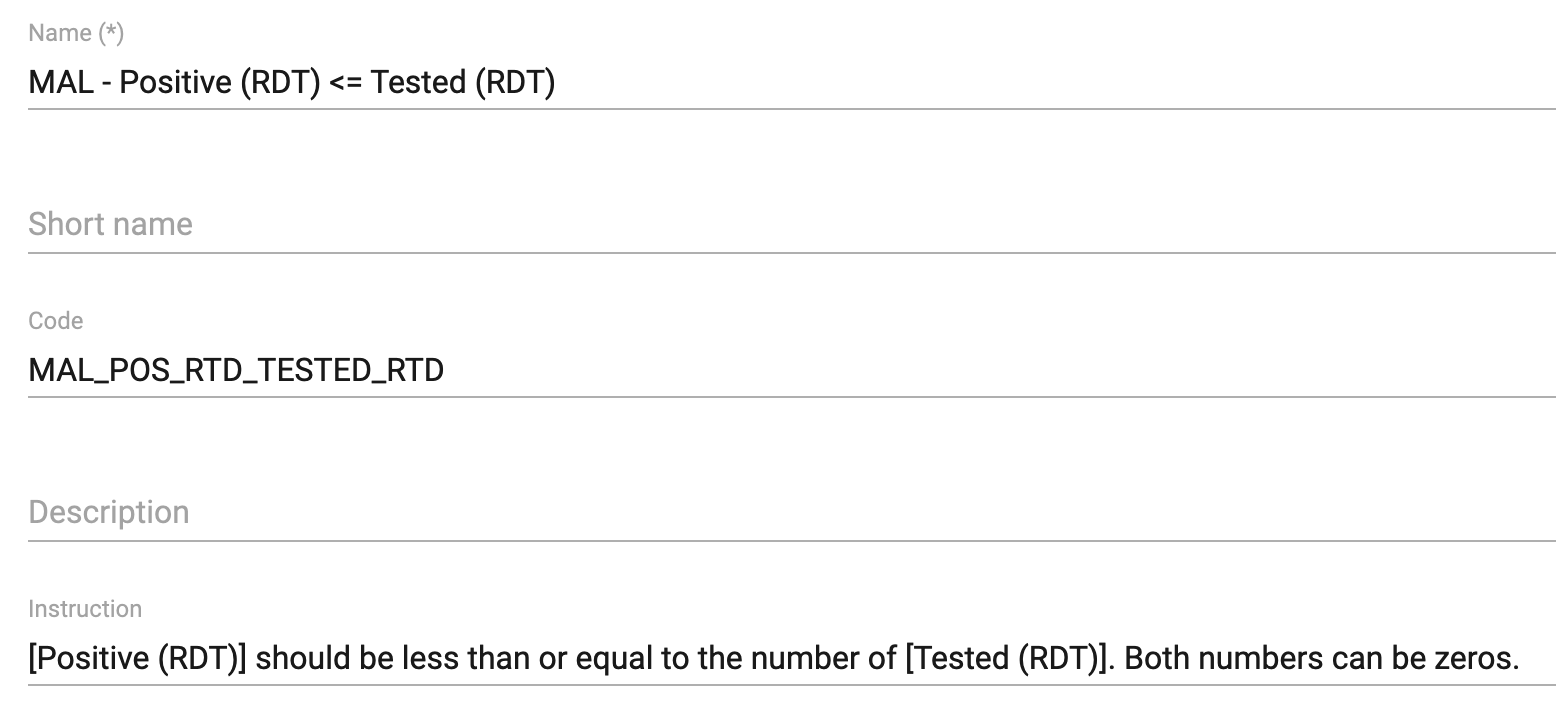 Name (*)
MAL - Positive (RDT) <= Tested (RDT)
Short name
Code
MAL_POS_RTD_TESTED_RTD
Description
Instruction
[Positive (RDT)] should be less than or equal to the number of [Tested (RDT)]. Both numbers can be zeros.